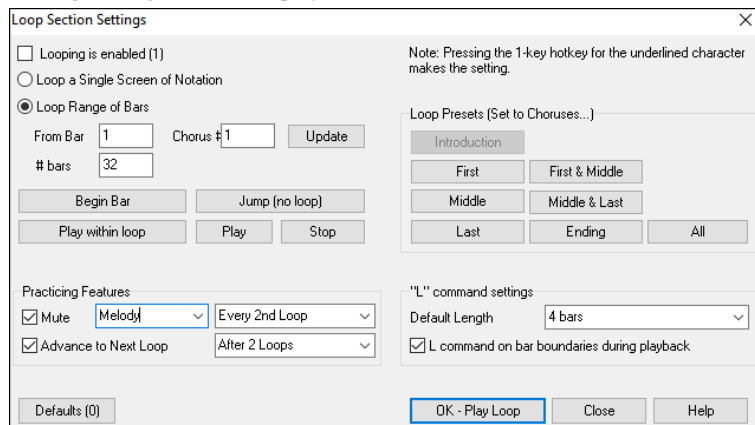 Loop Section Settings
Looping is enabled (1)
Loop a Single Screen of Notation
Loop Range of Bars
From Bar 1 Chorus # 1 Update
# bars 32
Begin Bar Jump (no loop)
Play within loop Play Stop
Note: Pressing the 1-key hotkey for the underlined character
makes the setting.
Loop Presets (Set to Choruses...)
Introduction
First First & Middle
Middle Middle & Last
Last Ending All
Practicing Features
Mute Melody Every 2nd Loop
Advance to Next Loop After 2 Loops
"L" command settings
Default Length 4 bars
L command on bar boundaries during playback
Defaults (0) OK - Play Loop Close Help